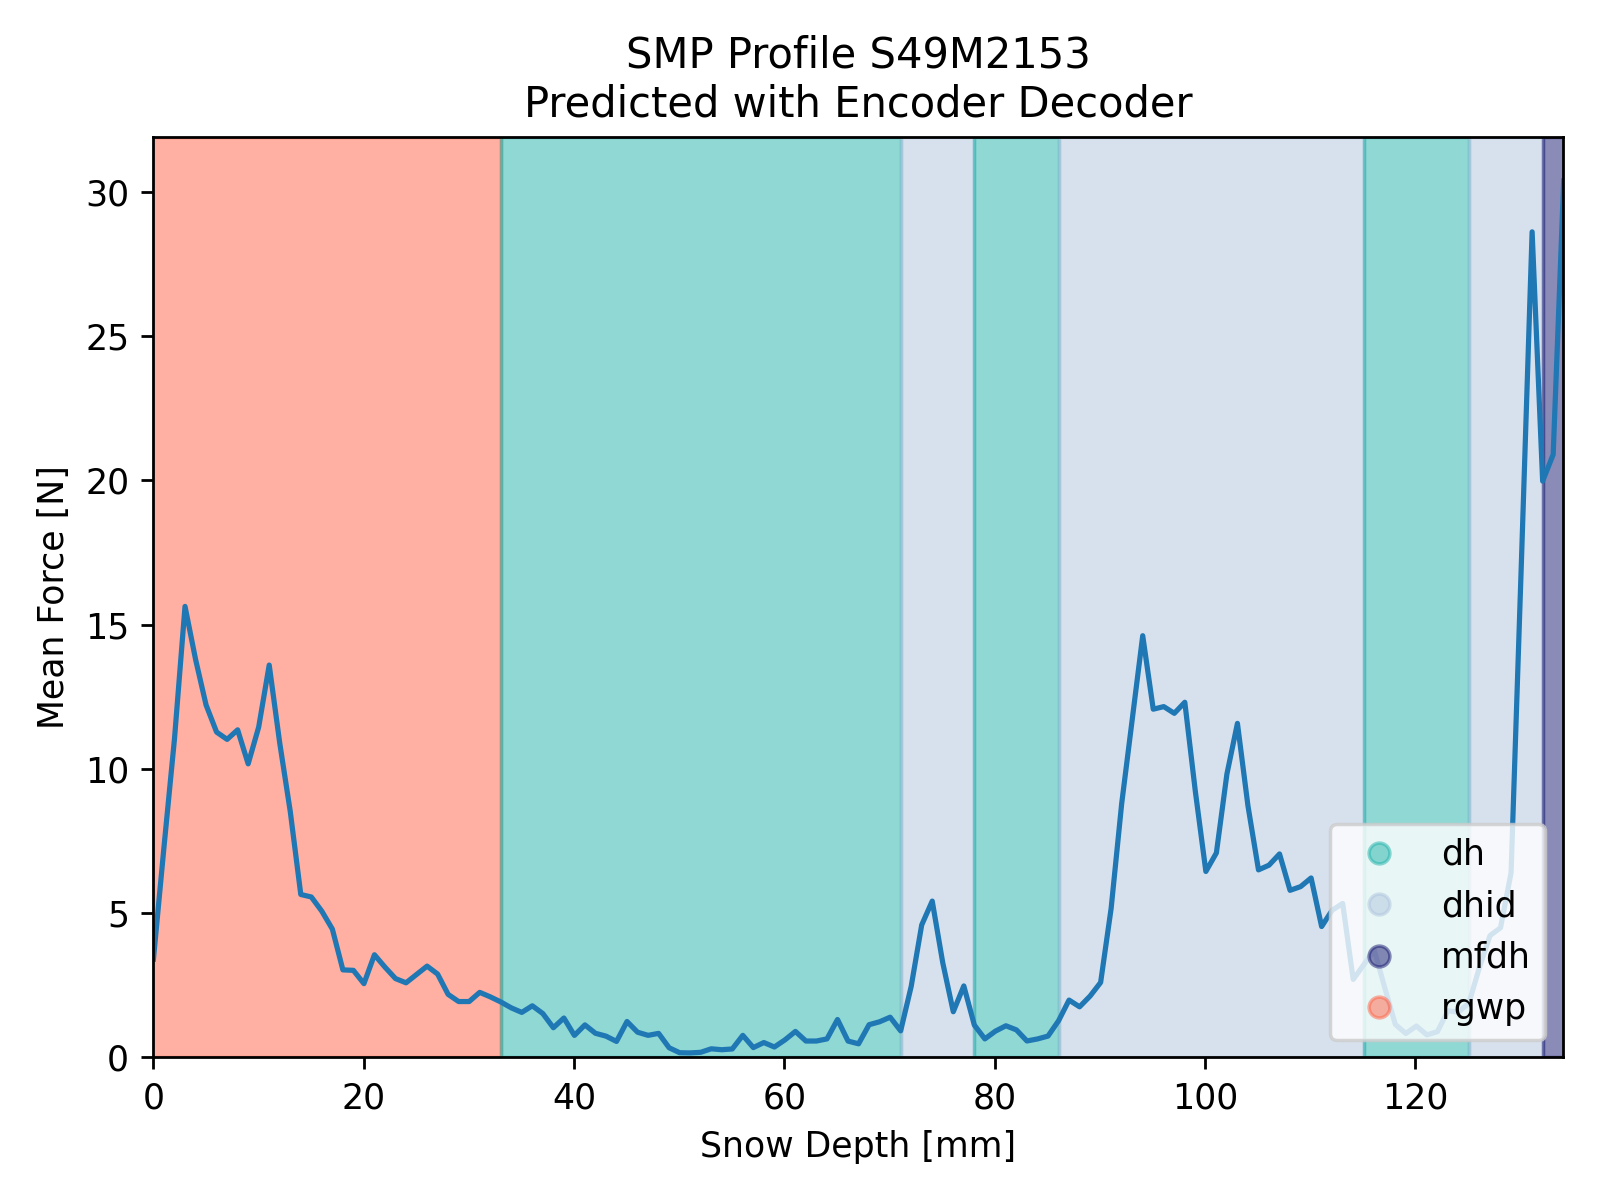 SMP Profile S49M2153
Predicted with Encoder Decoder
Mean Force [N]
30
25
20
15
10
5
0
0 20 40 60 80 100 120
Snow Depth [mm]
dh
dhid
mfdh
rgwp